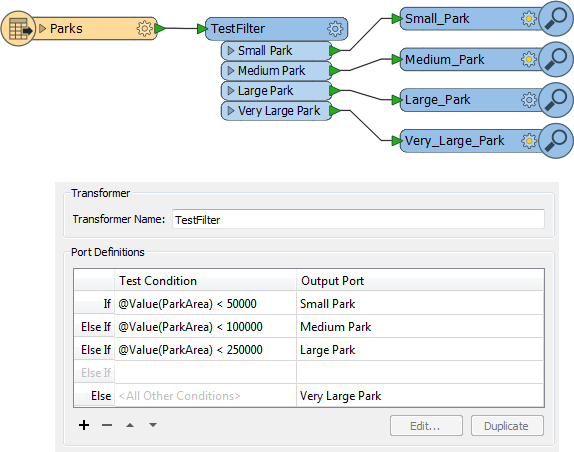 Parks
TestFilter
Small Park
Medium Park
Large Park
Very Large Park
Small_Park
Medium_Park
Large_Park
Very_Large_Park
Transformer
Transformer Name: TestFilter
Port Definitions
Test Condition Output Port
If @Value(ParkArea) < 50000 Small Park
Else If @Value(ParkArea) < 100000 Medium Park
Else If @Value(ParkArea) < 250000 Large Park
Else If
Else <All Other Conditions> Very Large Park
Edit... Duplicate